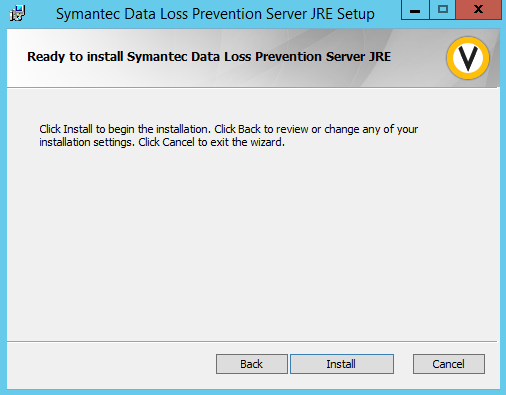 Symantec Data Loss Prevention Server JRE Setup
Ready to install Symantec Data Loss Prevention Server JRE
Click Install to begin the installation. Click Back to review or change any of your
installation settings. Click Cancel to exit the wizard.
Back Install Cancel